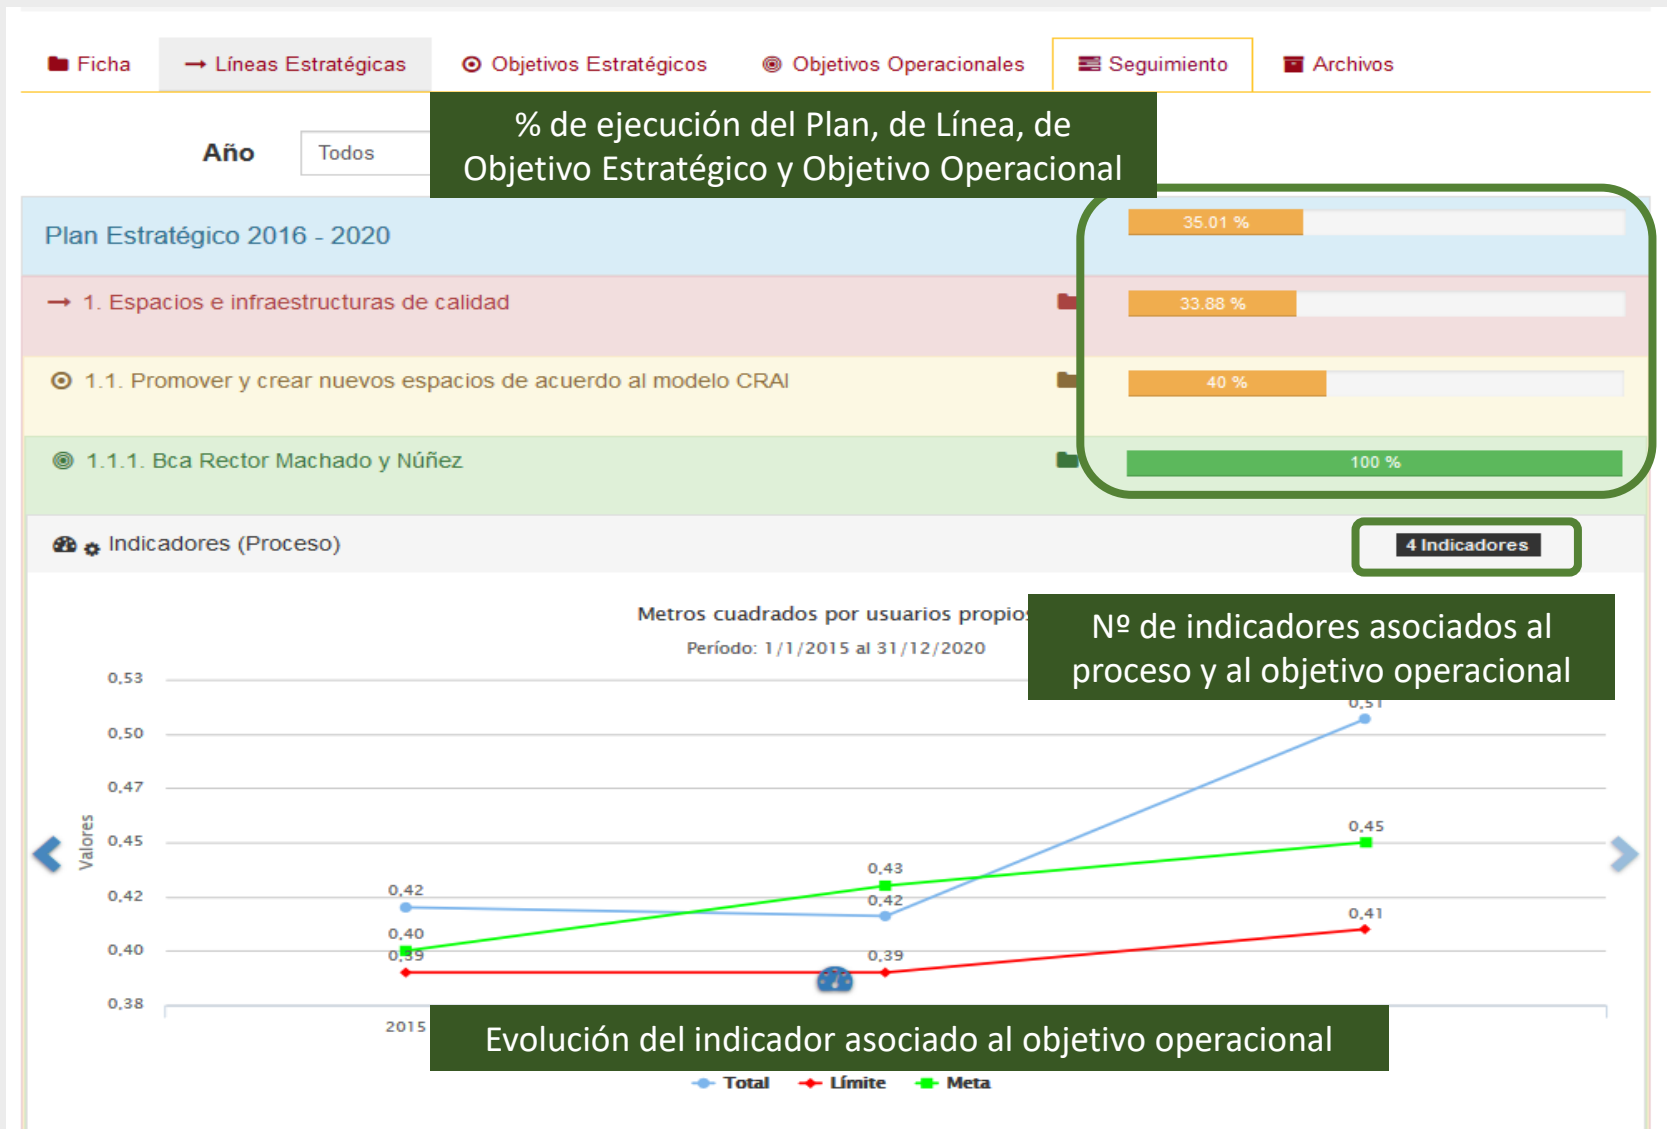 Ficha
Líneas Estratégicas
Objetivos Estratégicos
Objetivos Operacionales
Seguimiento
Archivos
% de ejecución del Plan, de Línea, de
Objetivo Estratégico y Objetivo Operacional
Año
Todos
Plan Estratégico 2016 - 2020
35.01 %
1. Espacios e infraestructuras de calidad
33.88 %
1.1. Promover y crear nuevos espacios de acuerdo al modelo CRAI
40 %
1.1.1. Bca Rector Machado y Núñez
100 %
Indicadores (Proceso)
4 Indicadores
Metros cuadrados por usuarios propios
Período: 1/1/2015 al 31/12/2020
Nº de indicadores asociados al
proceso y al objetivo operacional
Valores
0,53
0,50
0,47
0,45
0,42
0,40
0,38
0,42
0,40
0,39
0,43
0,42
0,39
0,51
0,45
0,41
2015
Evolución del indicador asociado al objetivo operacional
Total
Límite
Meta